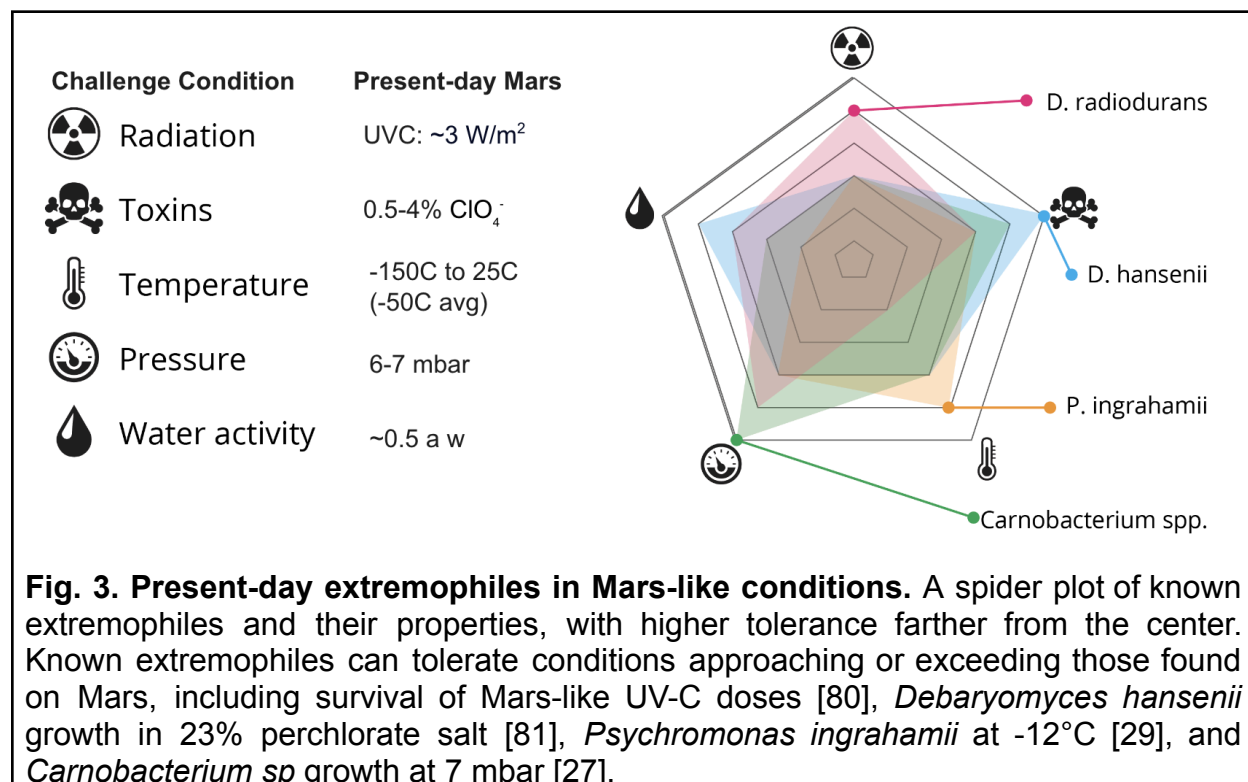 Challenge Condition Present-day Mars
Radiation UVC: ~3 W/m²
Toxins 0.5-4% ClO₄⁻
Temperature -150C to 25C
(-50C avg)
Pressure 6-7 mbar
Water activity ~0.5 a w
D. radiodurans
D. hansenii
P. ingrahamii
Carnobacterium spp.
Fig. 3. Present-day extremophiles in Mars-like conditions. A spider plot of known
extremophiles and their properties, with higher tolerance farther from the center.
Known extremophiles can tolerate conditions approaching or exceeding those found
on Mars, including survival of Mars-like UV-C doses [80], Debaryomyces hansenii
growth in 23% perchlorate salt [81], Psychromonas ingrahamii at -12°C [29], and
Carnobacterium sp growth at 7 mbar [27].